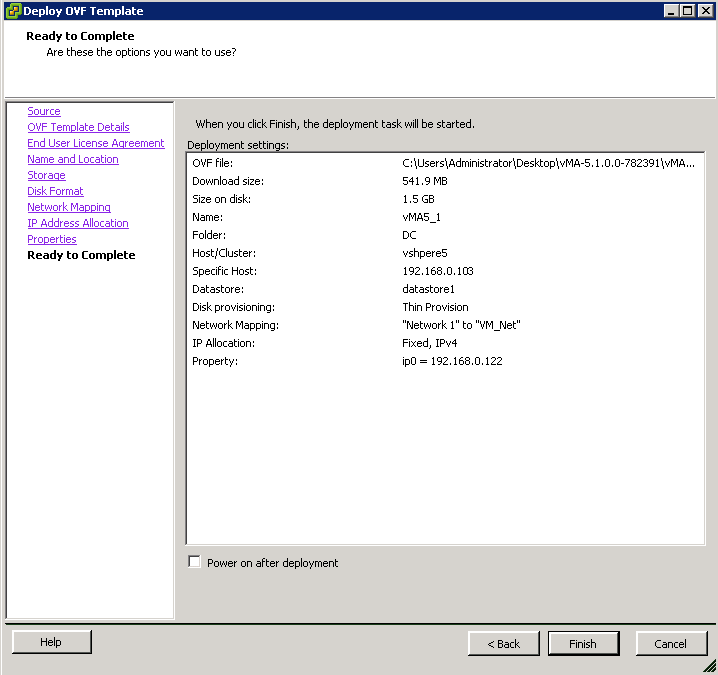 Deploy OVF Template
Ready to Complete
Are these the options you want to use?
Source
OVF Template Details
End User License Agreement
Name and Location
Storage
Disk Format
Network Mapping
IP Address Allocation
Properties
Ready to Complete
When you click Finish, the deployment task will be started.
Deployment settings:
OVF file: C:\Users\Administrator\Desktop\vMA-5.1.0.0-782391\vMA...
Download size: 541.9 MB
Size on disk: 1.5 GB
Name: vMA5_1
Folder: DC
Host/Cluster: vshpere5
Specific Host: 192.168.0.103
Datastore: datastore1
Disk provisioning: Thin Provision
Network Mapping: "Network 1" to "VM_Net"
IP Allocation: Fixed, IPv4
Property: ip0 = 192.168.0.122
Power on after deployment
Help < Back Finish Cancel